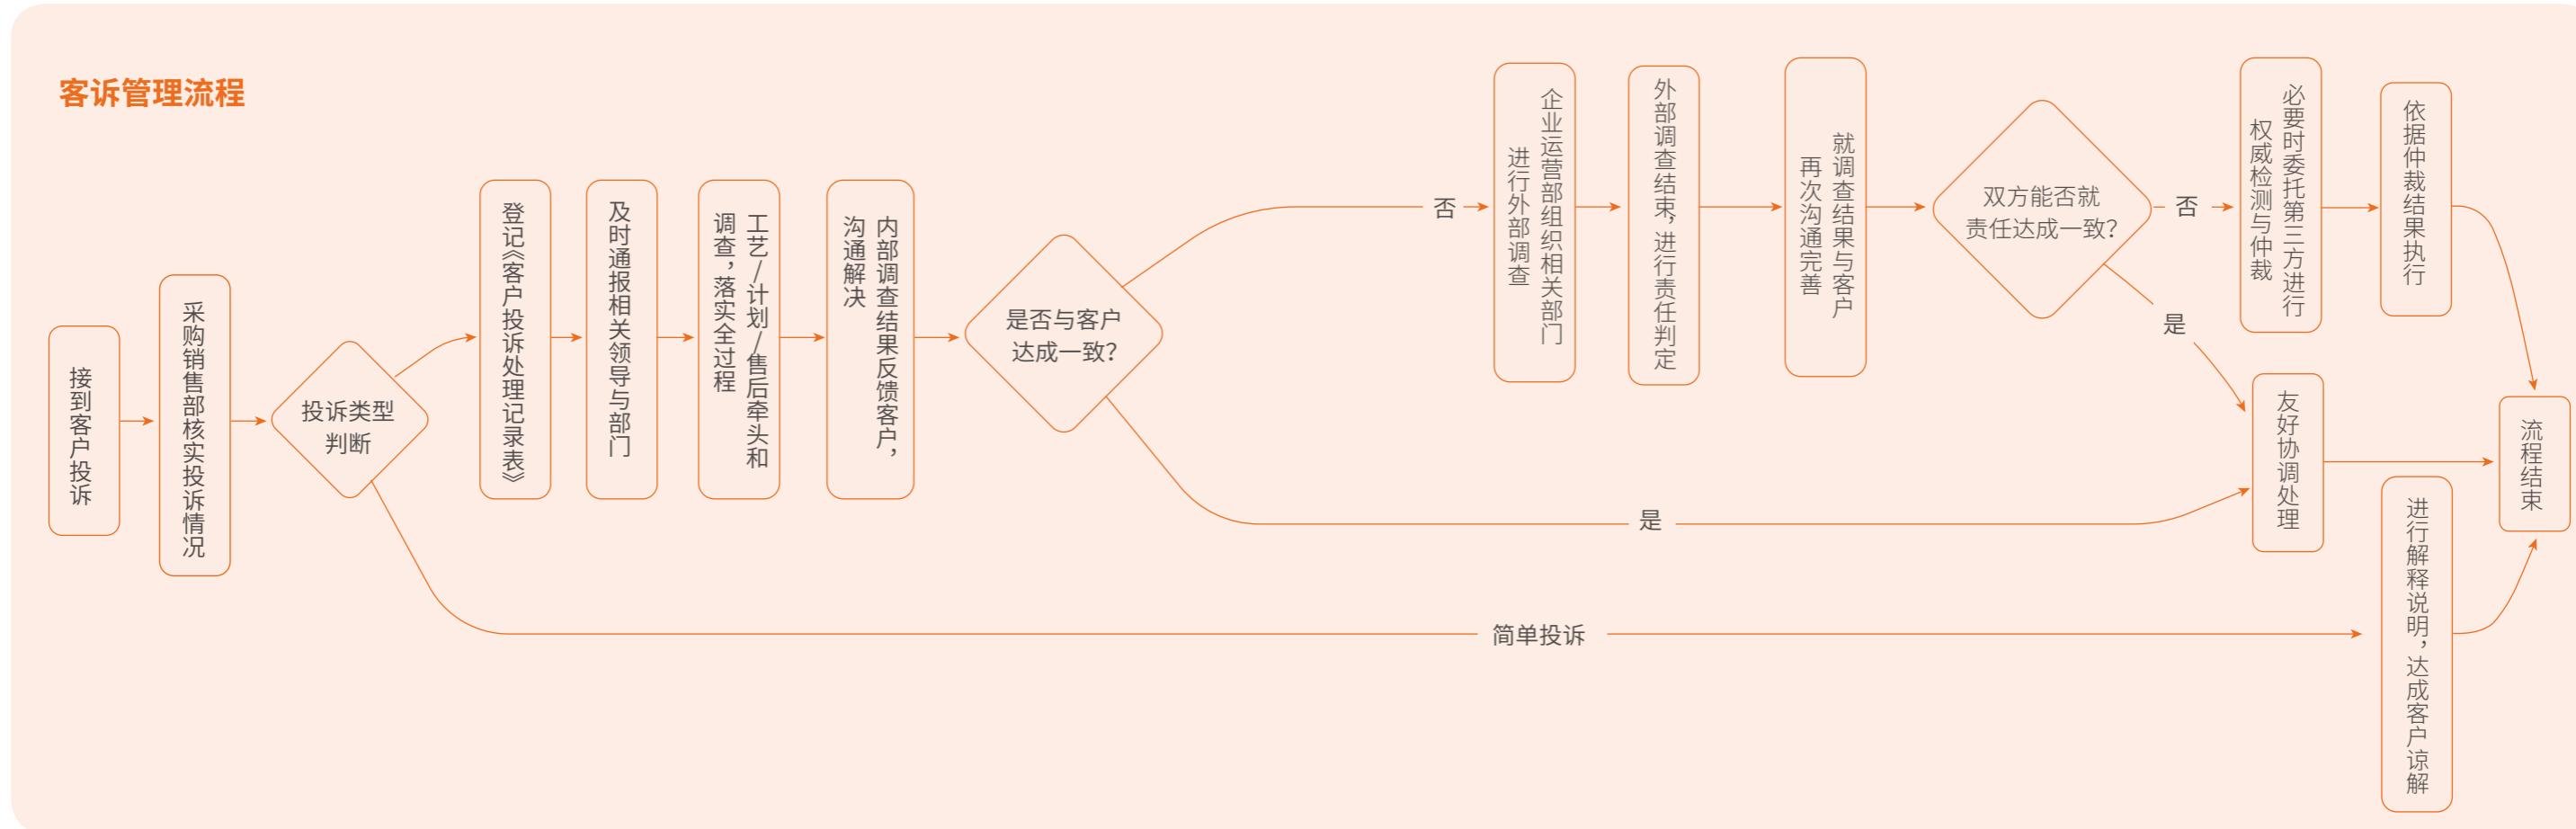 客诉管理流程
接到客户投诉
采购销售部核实投诉情况
投诉类型
判断
登记《客户投诉处理记录表》
及时通报相关领导与部门
工艺/计划/售后牵头和
调查，落实全过程
内部调查结果反馈客户，
沟通解决
是否与客户
达成一致？
否
企业运营部组织相关部门
进行外部调查
外部调查结束，进行责任判定
就调查结果与客户
再次沟通完善
双方能否就
责任达成一致？
否
必要时委托第三方进行
权威检测与仲裁
依据仲裁结果执行
是
友好协调处理
是
简单投诉
进行解释说明，达成客户谅解
流程结束